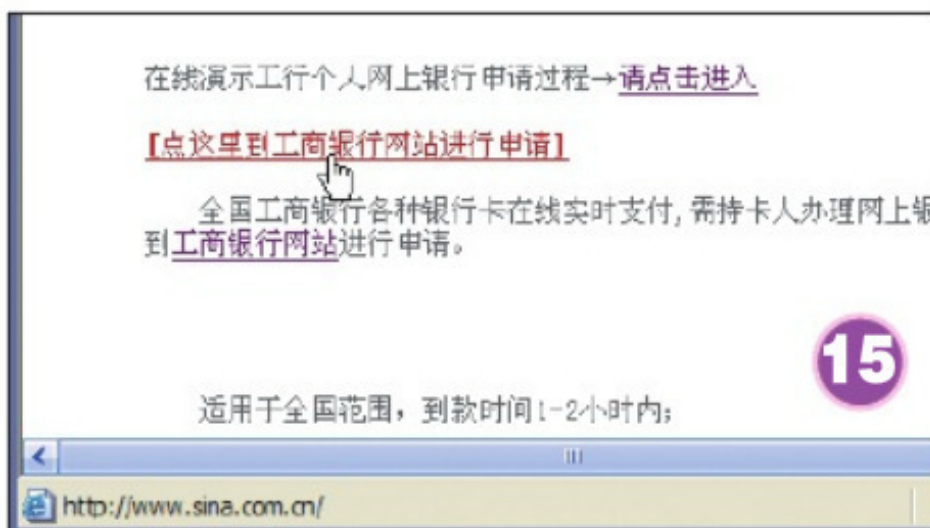 在线演示工行个人网上银行申请过程→请点击进入
[点这里到工商银行网站进行申请]
全国工商银行各种银行卡在线实时支付,需持卡人办理网上银
到工商银行网站进行申请。
15
适用于全国范围，到款时间1-2小时内;
http://www.sina.com.cn/